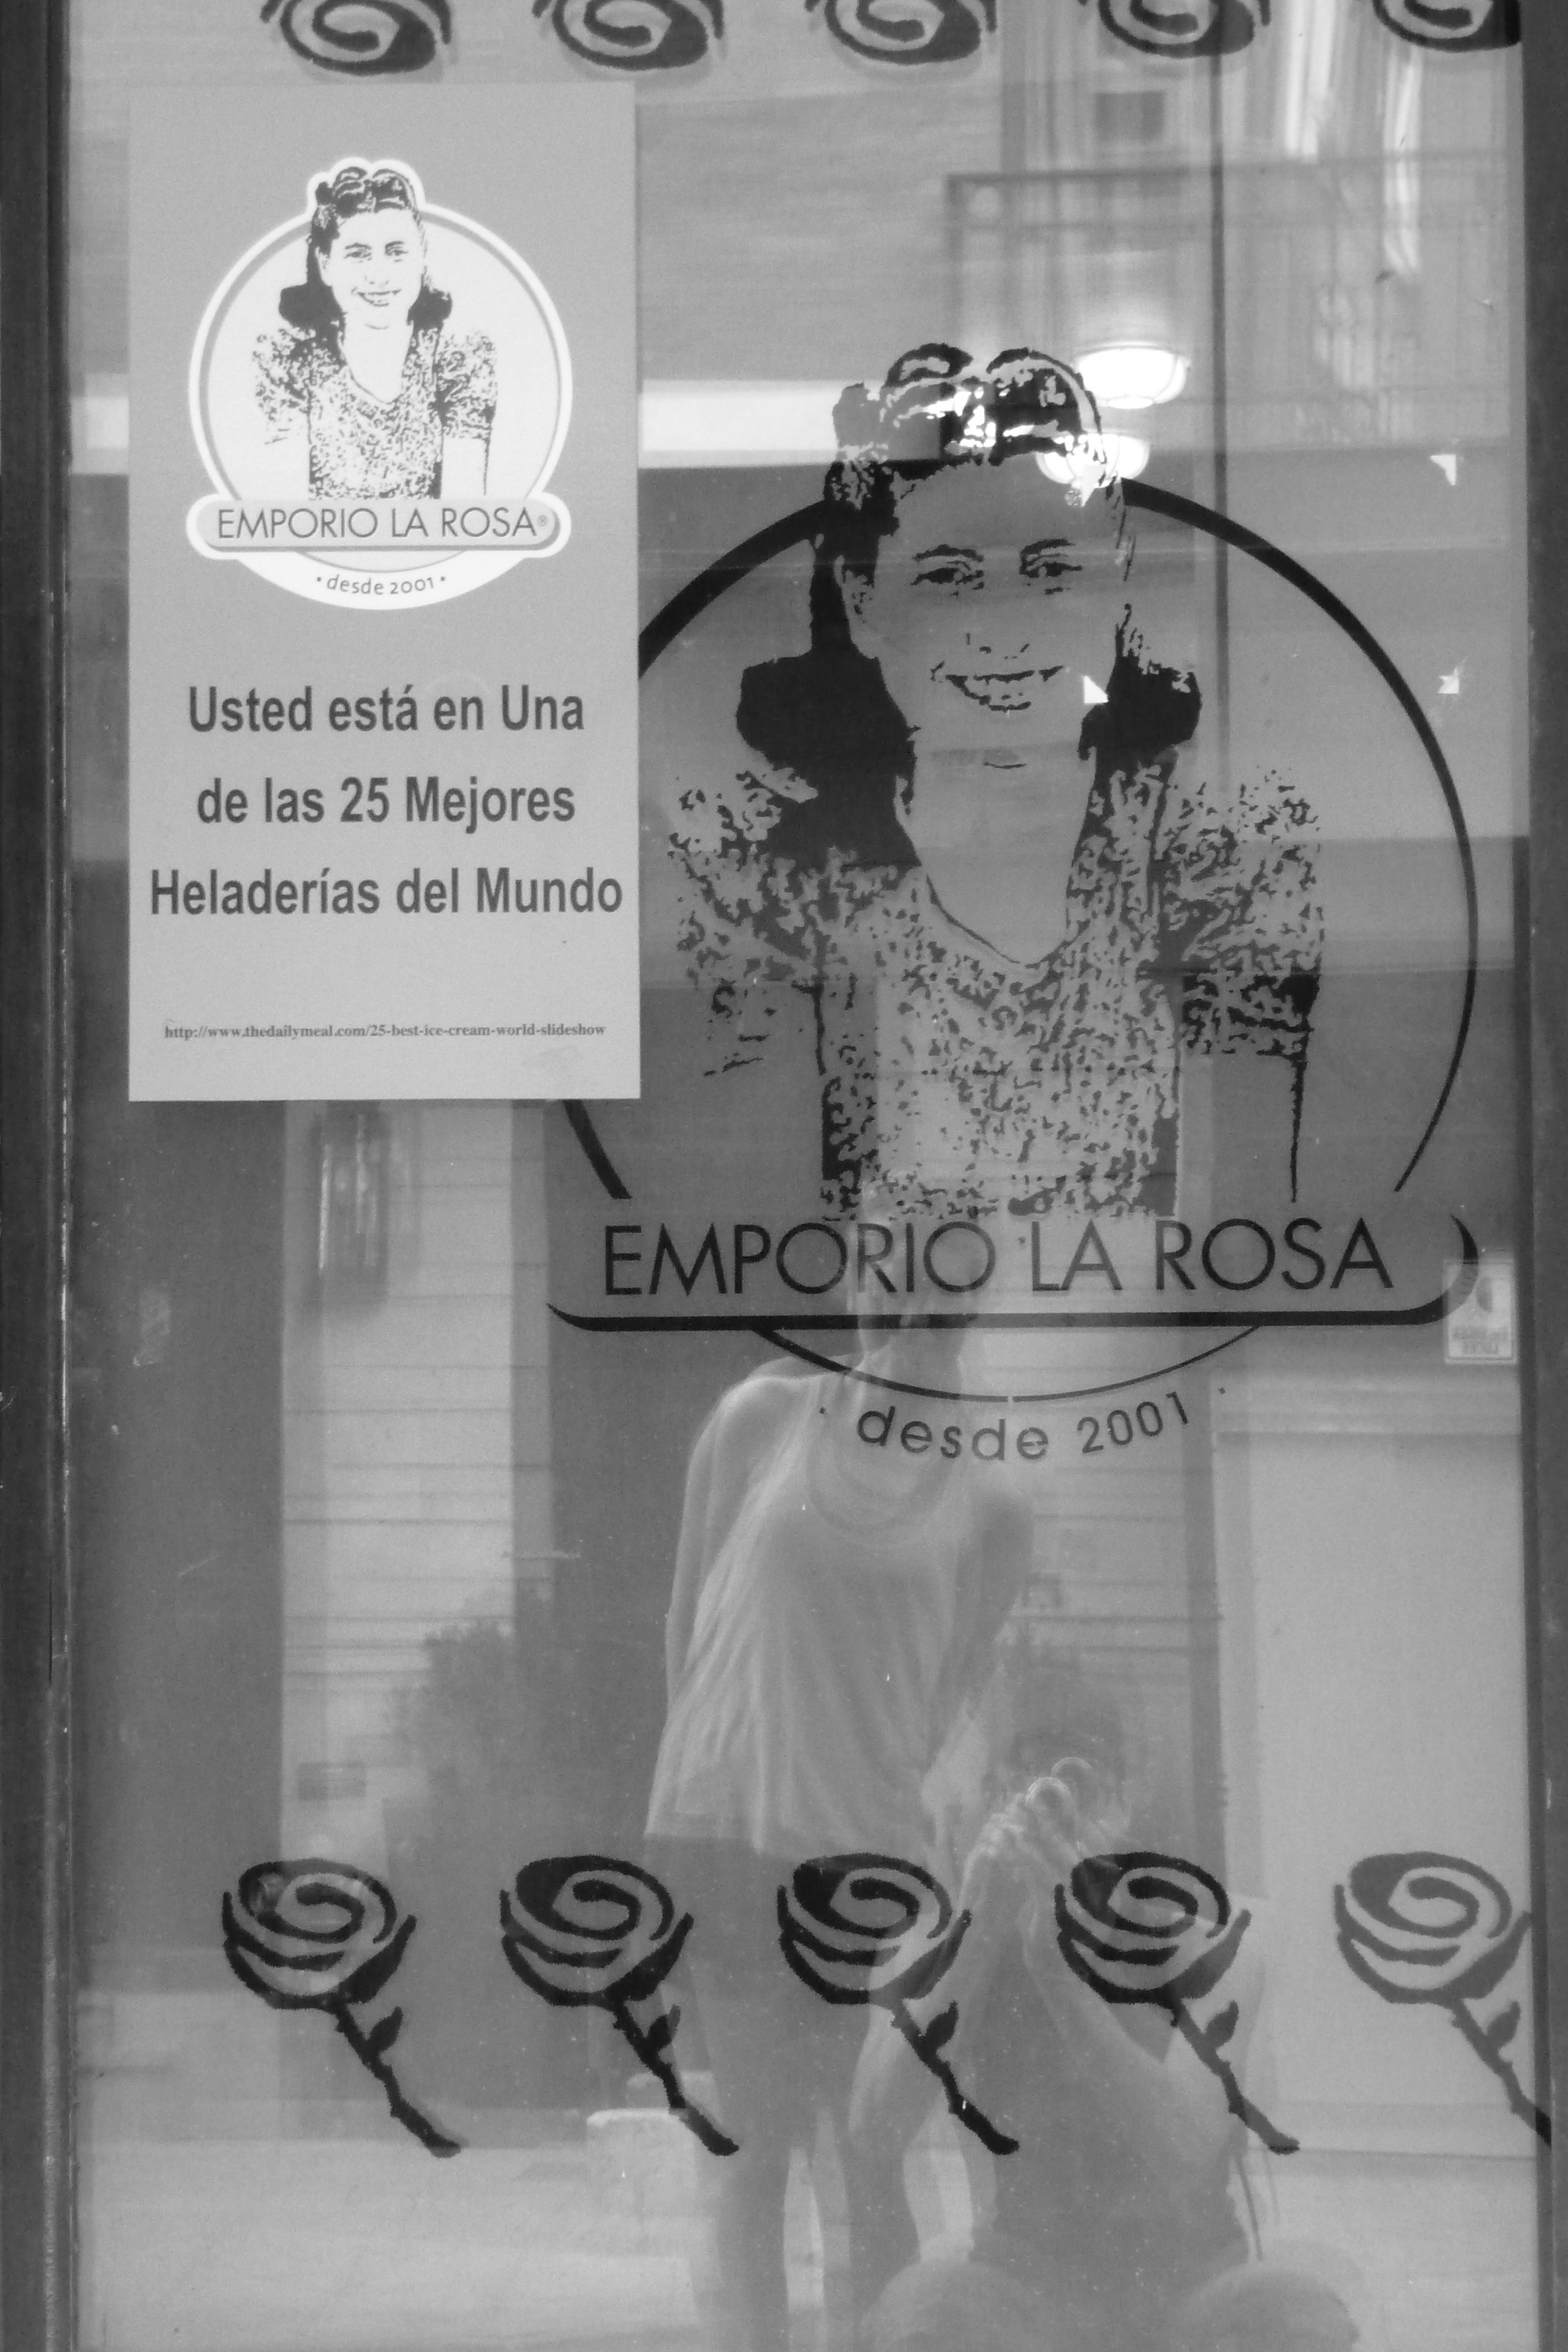 EMPORIO LA ROSA®
• desde 2001 •
Usted está en Una
de las 25 Mejores
Heladerías del Mundo
http://www.thedailymeal.com/25-best-ice-cream-world-slideshow
EMPORIO LA ROSA
· desde 2001 ·